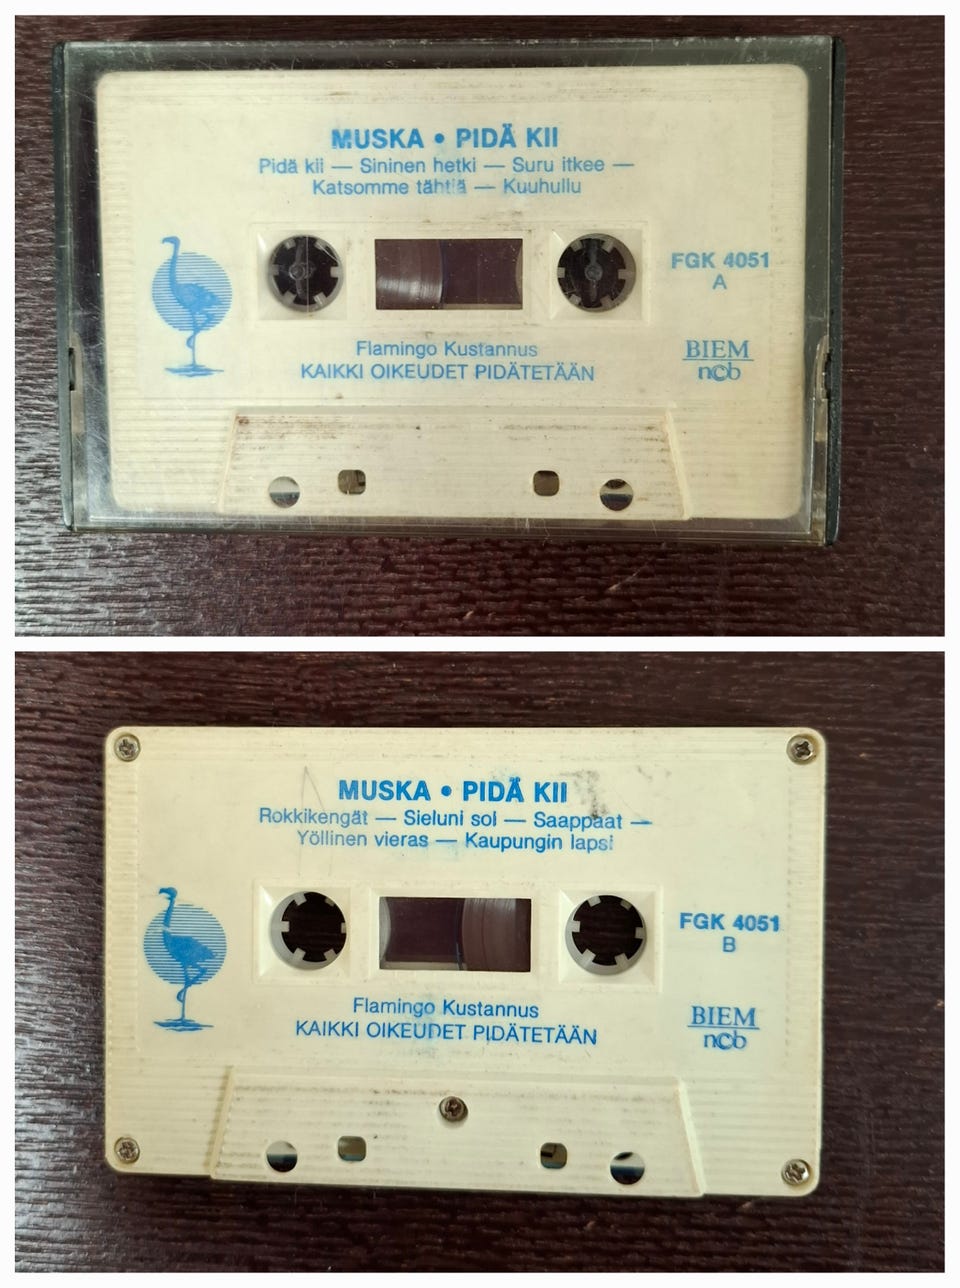 MUSKA • PIDÄ KII
Pidä kii — Sininen hetki — Suru itkee —
Katsomme tähtiä — Kuuhullu
FGK 4051
A
Flamingo Kustannus
KAIKKI OIKEUDET PIDÄTETÄÄN
BIEM
ncb
MUSKA • PIDÄ KII
Rokkikengät — Sieluni soi — Saappaat —
Yöllinen vieras — Kaupungin lapsi
FGK 4051
B
Flamingo Kustannus
KAIKKI OIKEUDET PIDÄTETÄÄN
BIEM
ncb